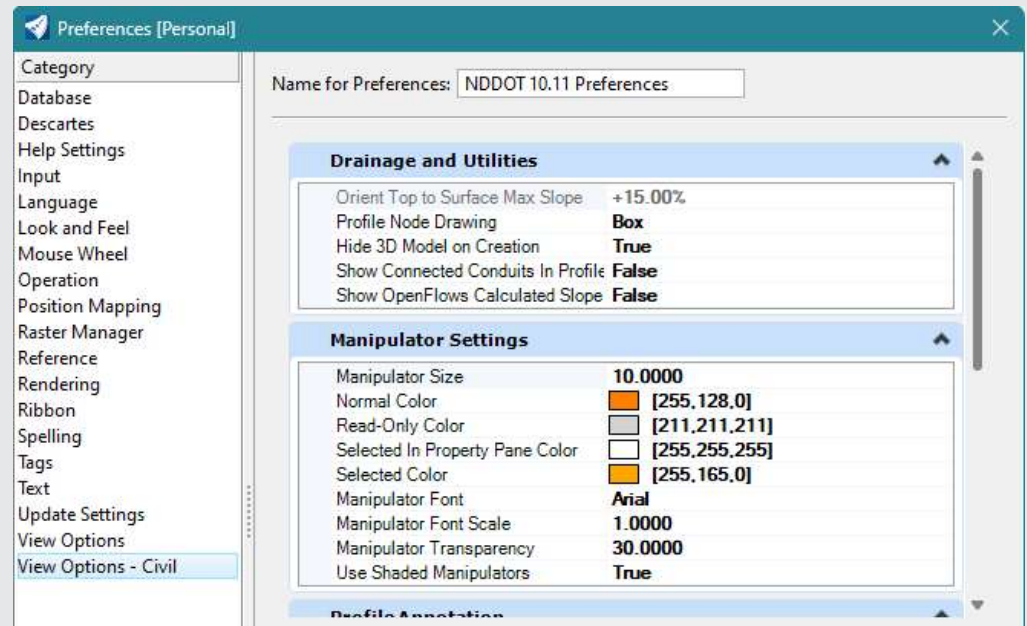 Preferences [Personal]
Category
Database
Descartes
Help Settings
Input
Language
Look and Feel
Mouse Wheel
Operation
Position Mapping
Raster Manager
Reference
Rendering
Ribbon
Spelling
Tags
Text
Update Settings
View Options
View Options - Civil
Name for Preferences: NDDOT 10.11 Preferences
Drainage and Utilities
Orient Top to Surface Max Slope +15.00%
Profile Node Drawing Box
Hide 3D Model on Creation True
Show Connected Conduits In Profile False
Show OpenFlows Calculated Slope False
Manipulator Settings
Manipulator Size 10.0000
Normal Color [255,128,0]
Read-Only Color [211,211,211]
Selected In Property Pane Color [255,255,255]
Selected Color [255,165,0]
Manipulator Font Arial
Manipulator Font Scale 1.0000
Manipulator Transparency 30.0000
Use Shaded Manipulators True
Profile Annotation